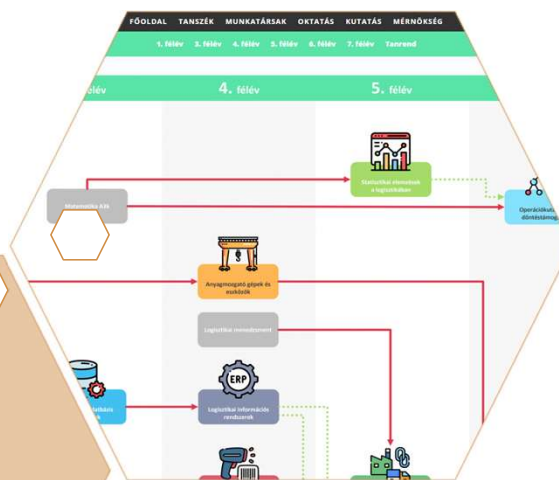 FŐOLDAL TANSZÉK MUNKATÁRSAK OKTATÁS KUTATÁS MÉRNÖKSÉG
1. félév 3. félév 4. félév 5. félév 6. félév 7. félév Tanrend
élév 4. félév 5. félév
Statisztikai elemzések
a logisztikában
Matematika A3k
Operációkut
döntéstámog
Anyagmozgató gépek és
eszközök
Logisztikai menedzsment
ERP
Logisztikai információs
rendszerek